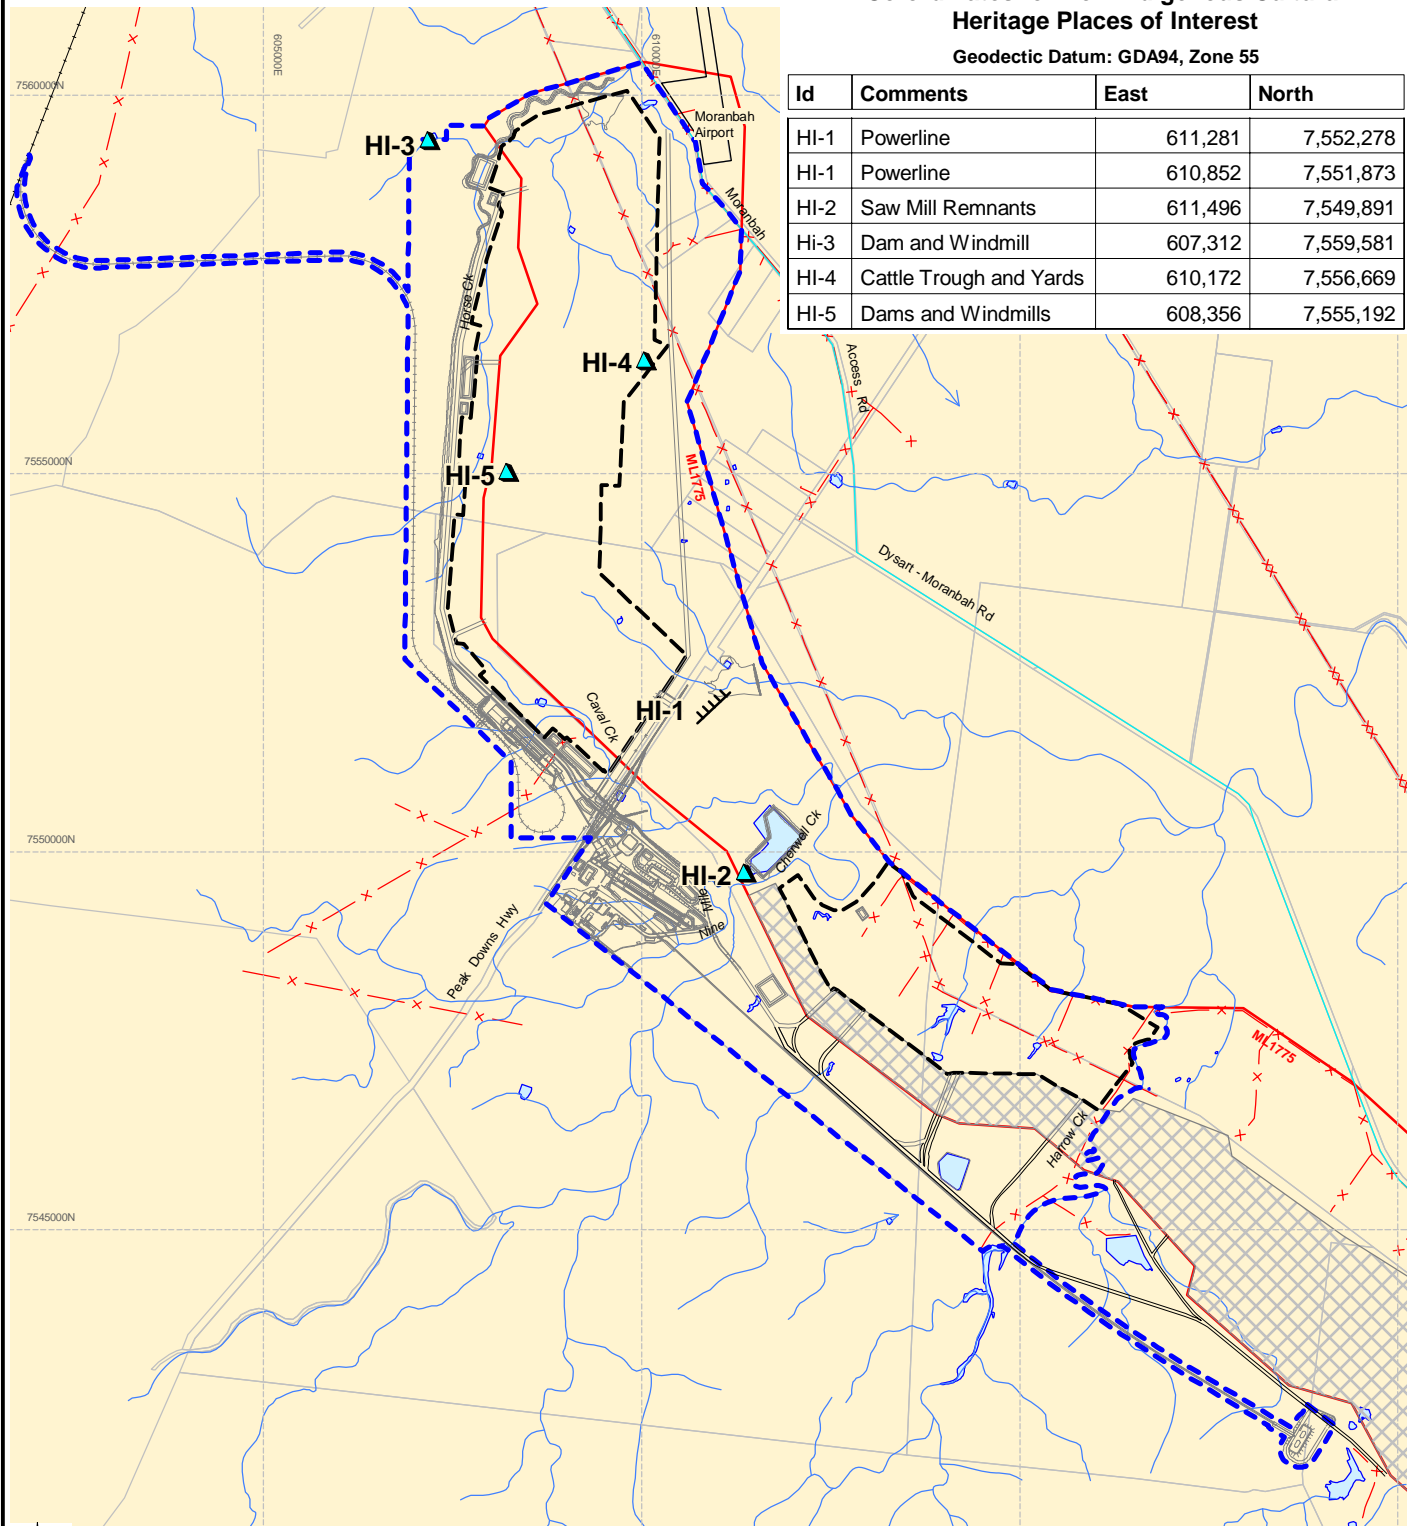 Heritage Places of Interest
Geodectic Datum: GDA94, Zone 55
Id Comments East North
HI-1 Powerline 611,281 7,552,278
HI-1 Powerline 610,852 7,551,873
HI-2 Saw Mill Remnants 611,496 7,549,891
Hi-3 Dam and Windmill 607,312 7,559,581
HI-4 Cattle Trough and Yards 610,172 7,556,669
HI-5 Dams and Windmills 608,356 7,555,192
605000E
610000E
7560000N
Moranbah
Airport
HI-3
Moranbah
Horse Ck
HI-4
Access Rd
7555000N
HI-5
ML1775
Dysart - Moranbah Rd
Caval Ck
HI-1
7550000N
Cherwell Ck
HI-2
Nine
Mile
Peak Downs Hwy
ML1775
Harrow Ck
7545000N